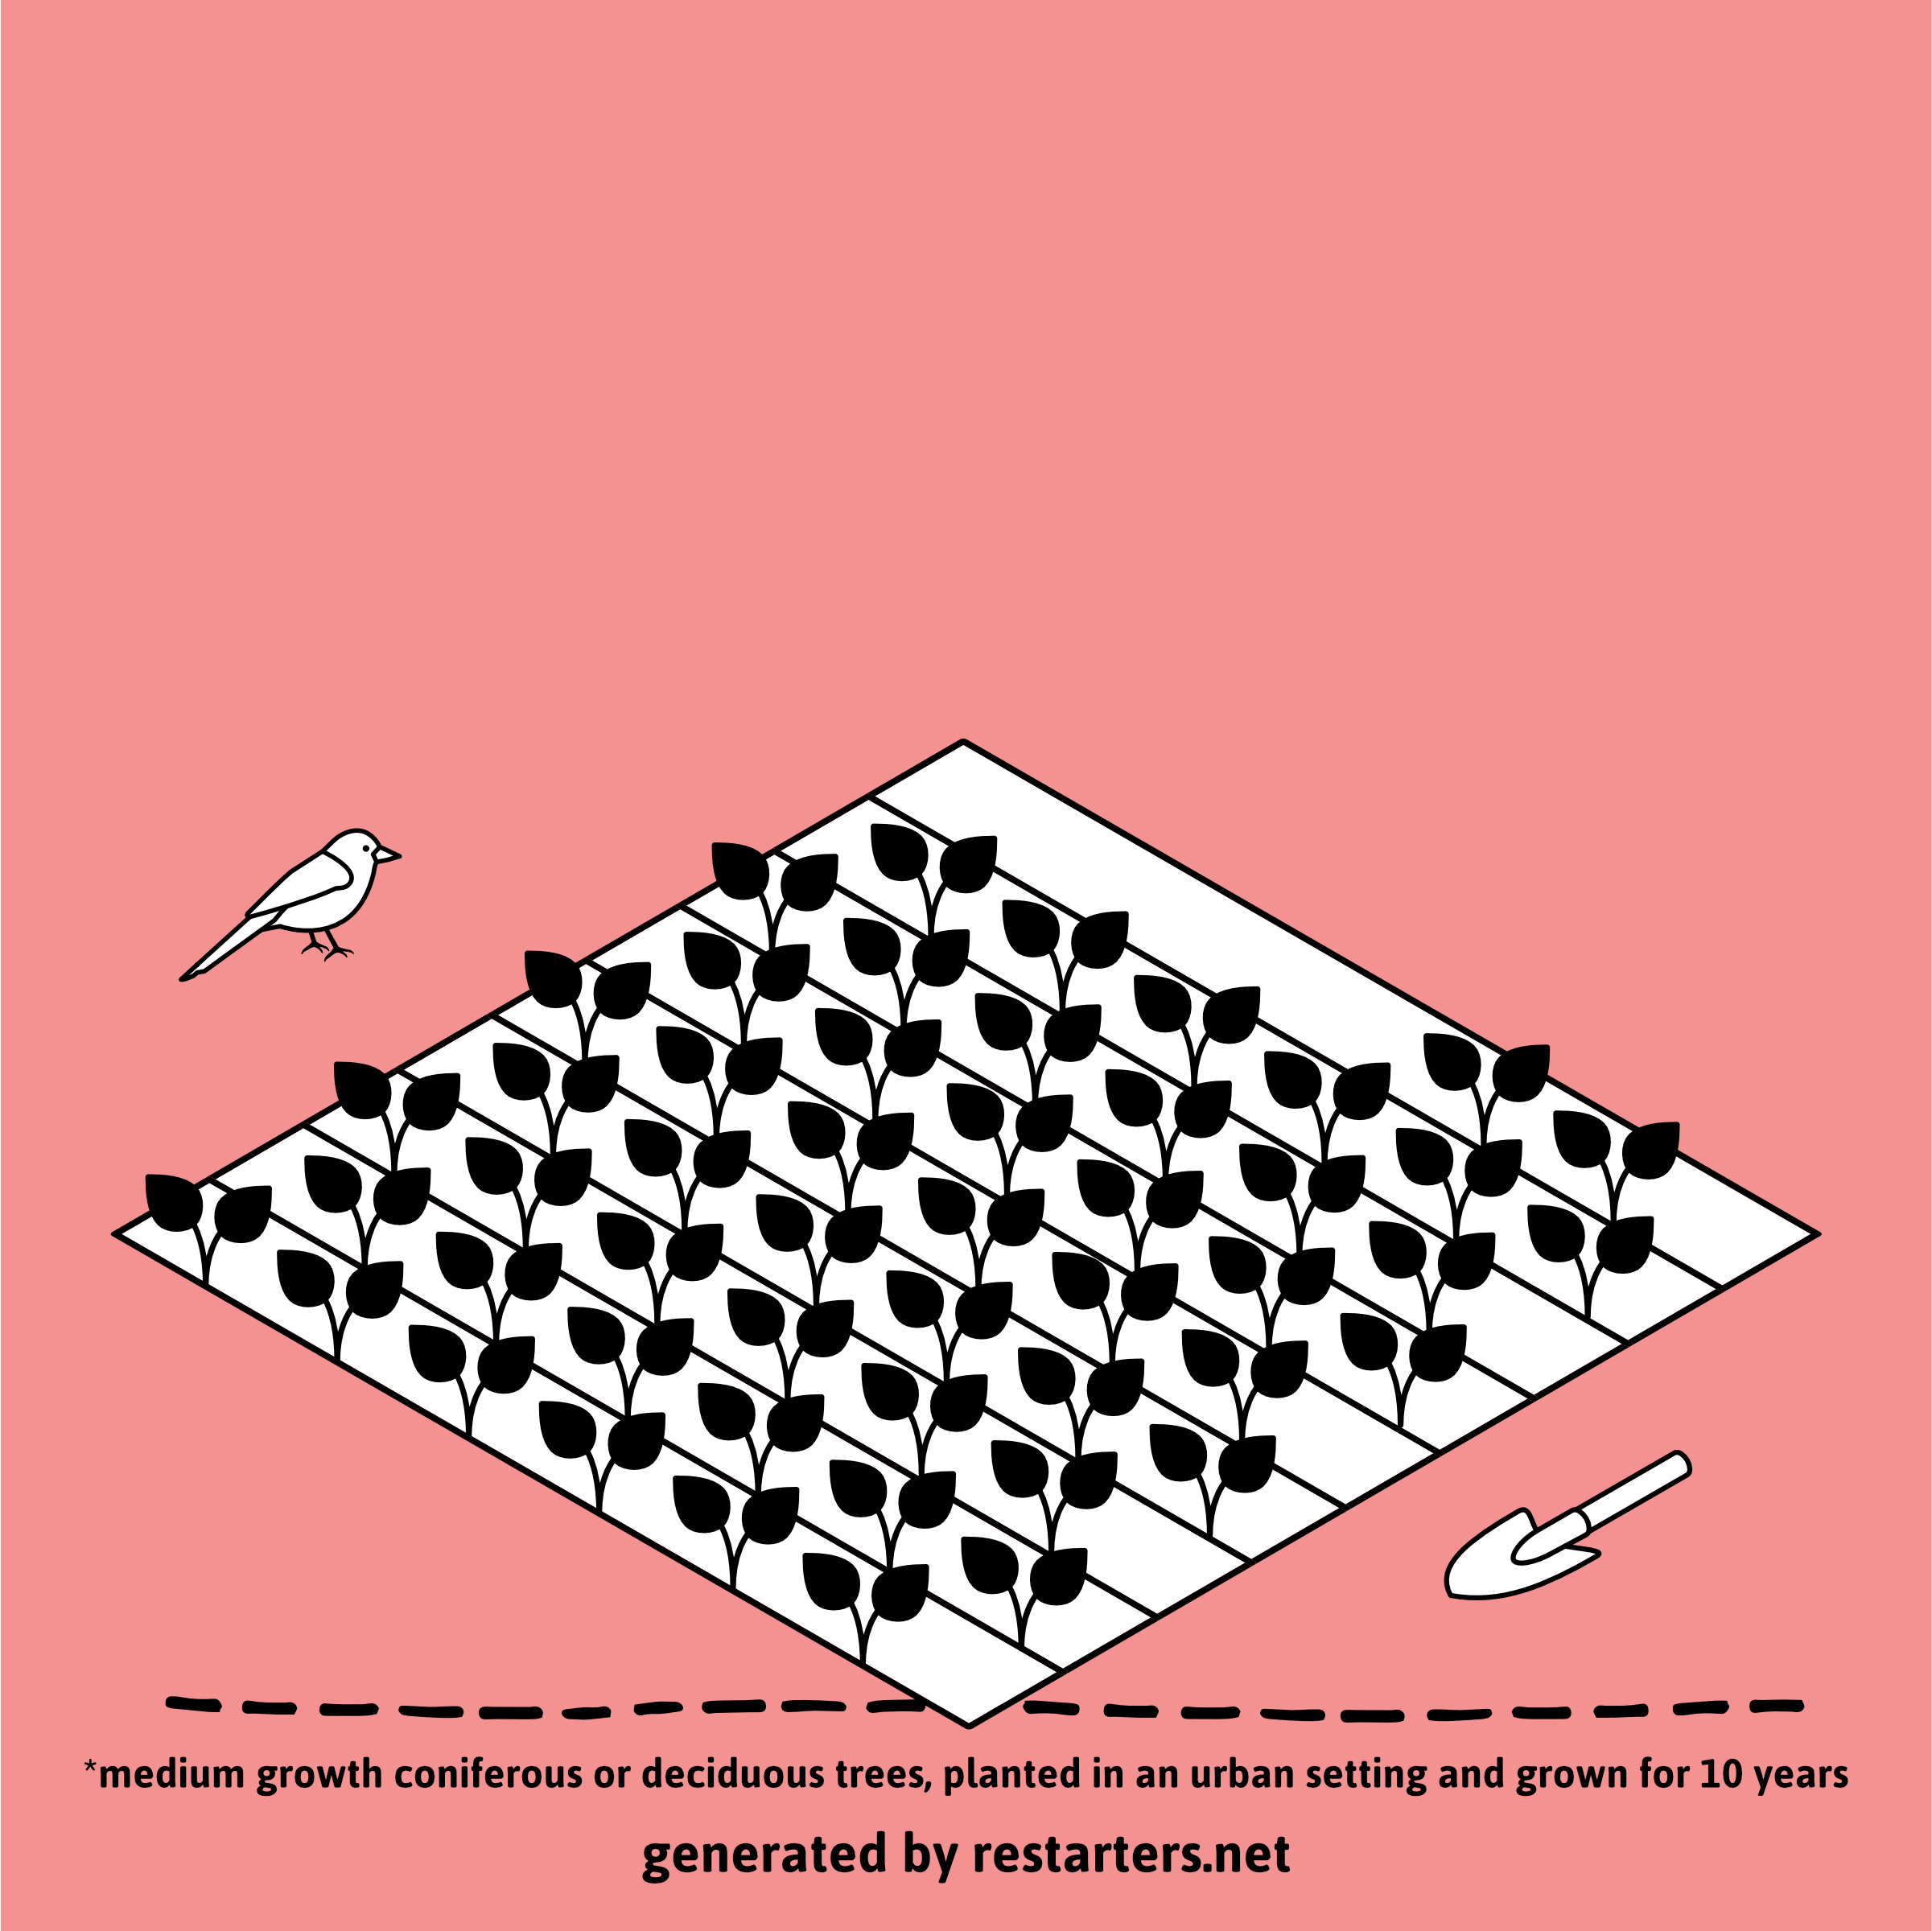 *medium growth coniferous or deciduous trees, planted in an urban setting and grown for 10 years
generated by restarters.net